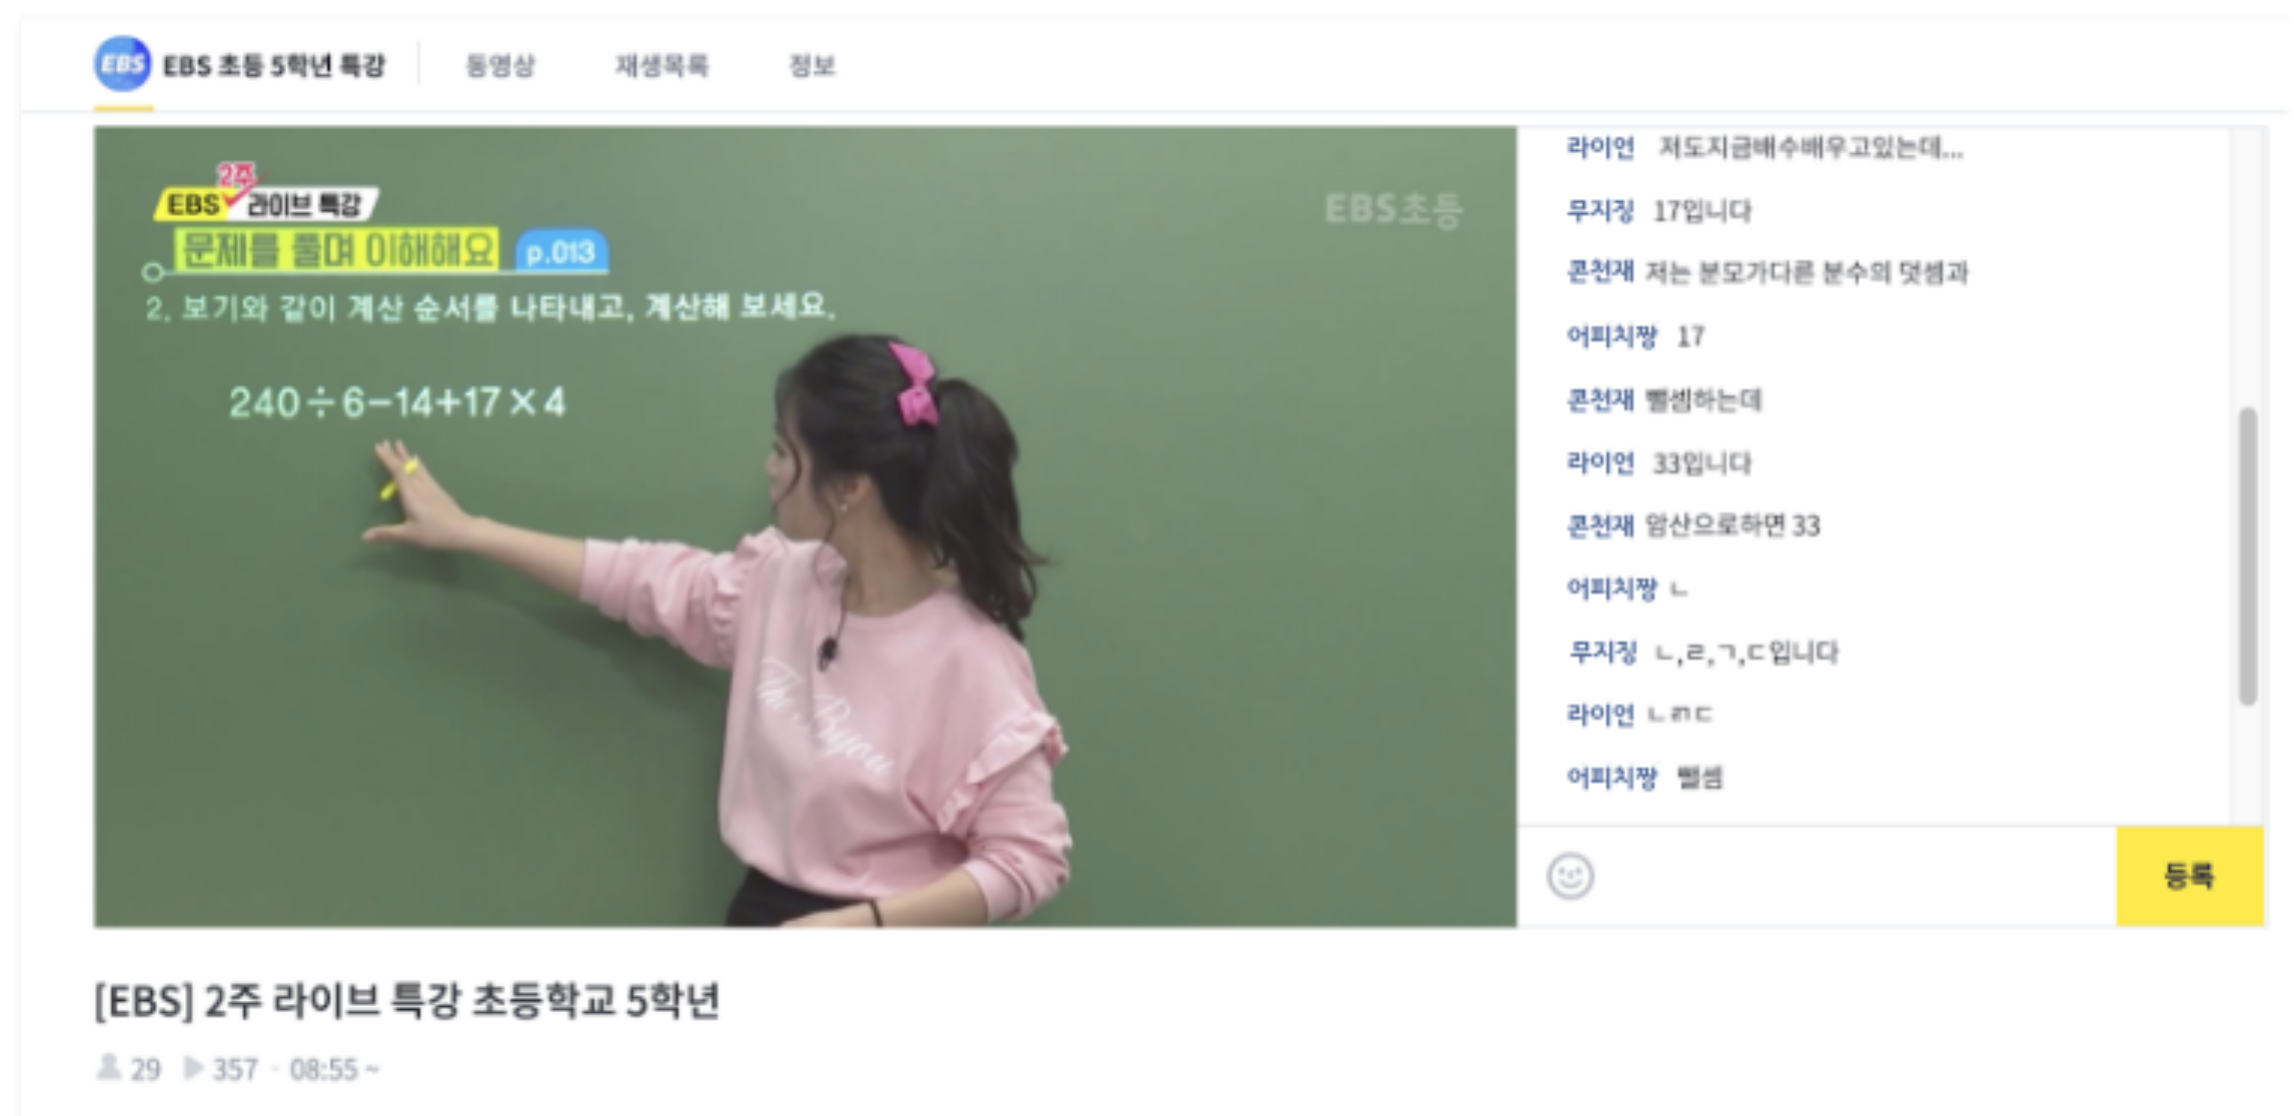 EBS EBS 초등 5학년 특강 동영상 재생목록 정보
2주
EBS 라이브 특강
EBS초등
문제를 풀며 이해해요 p.013
2. 보기와 같이 계산 순서를 나타내고, 계산해 보세요.
240÷6−14+17×4
The Bijou
라이언 저도지금배수배우고있는데...
무지징 17입니다
콘천재 저는 분모가다른 분수의 덧셈과
어피치짱 17
콘천재 뺄셈하는데
라이언 33입니다
콘천재 암산으로하면 33
어피치짱 ㄴ
무지징 ㄴ,ㄹ,ㄱ,ㄷ입니다
라이언
어피치짱 뺄셈
등록
[EBS] 2주 라이브 특강 초등학교 5학년
29 357 · 08:55 ~